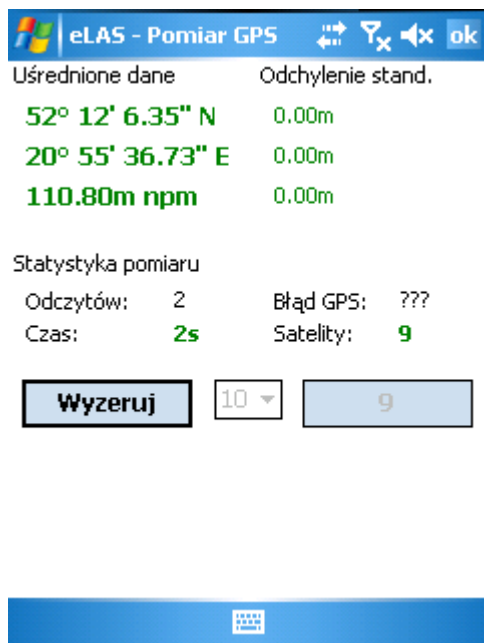 eLAS - Pomiar GPS ok
Uśrednione dane Odchylenie stand.
52° 12' 6.35" N 0.00m
20° 55' 36.73" E 0.00m
110.80m npm 0.00m
Statystyka pomiaru
Odczytów: 2 Błąd GPS: ???
Czas: 2s Satelity: 9
Wyzeruj 10 9